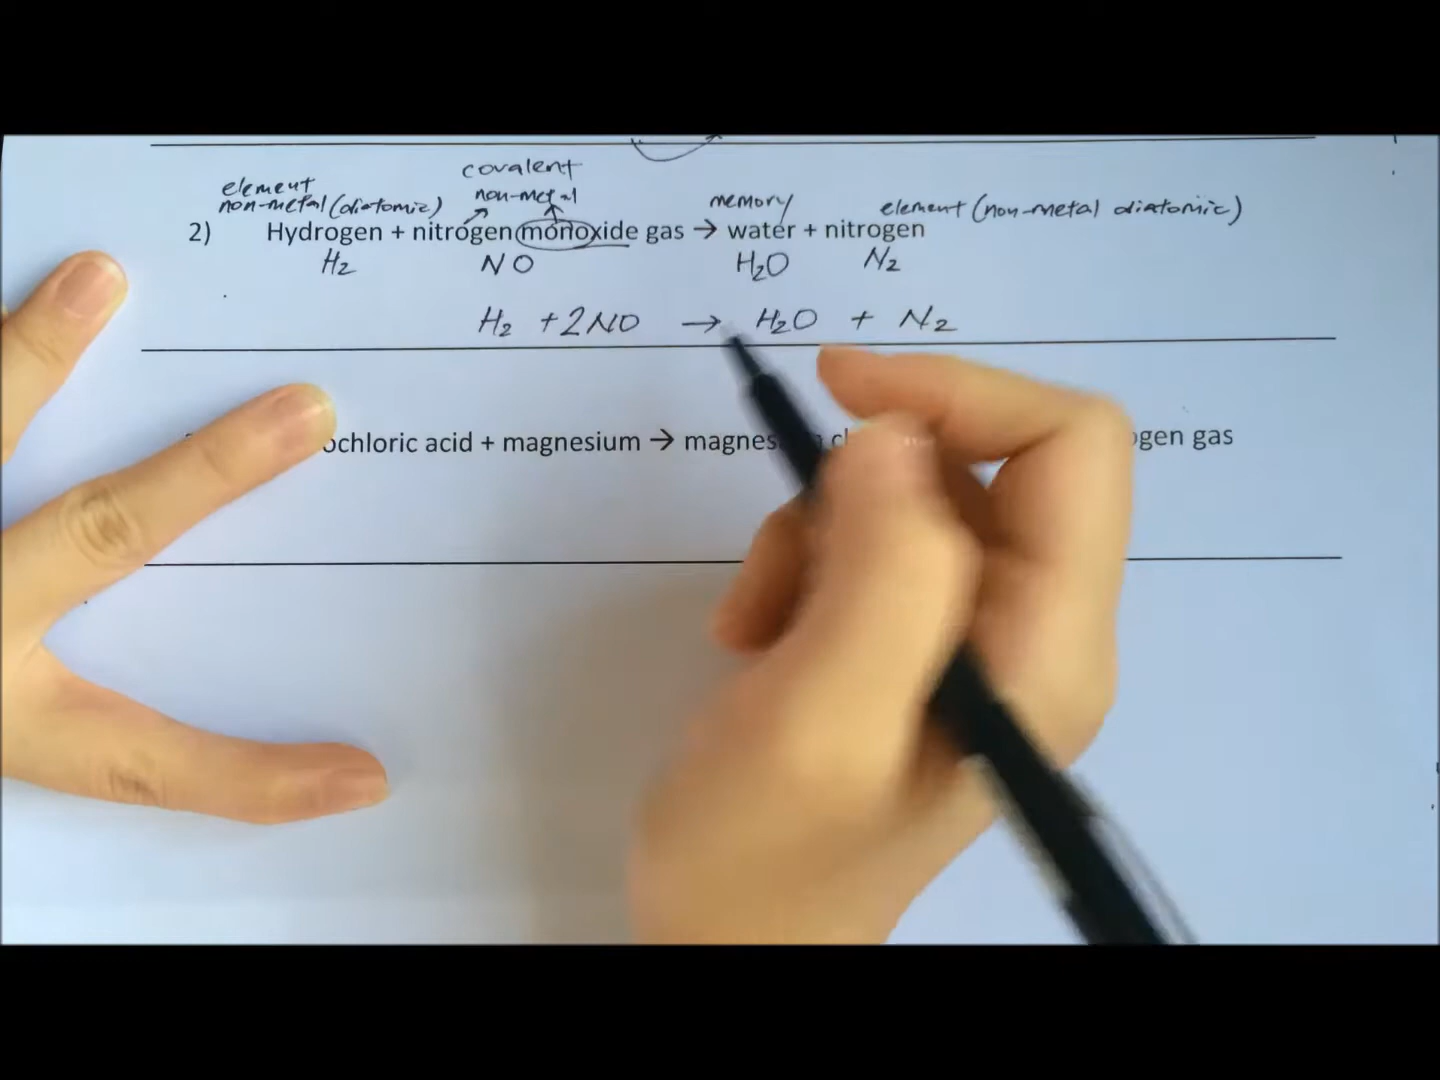 covalent
element
non-metal (diatomic) non-metal memory element (non-metal diatomic)
2) Hydrogen + nitrogen monoxide gas → water + nitrogen
H₂ NO H₂O N₂
H₂ + 2NO → H₂O + N₂
ochloric acid + magnesium → magnes ogen gas